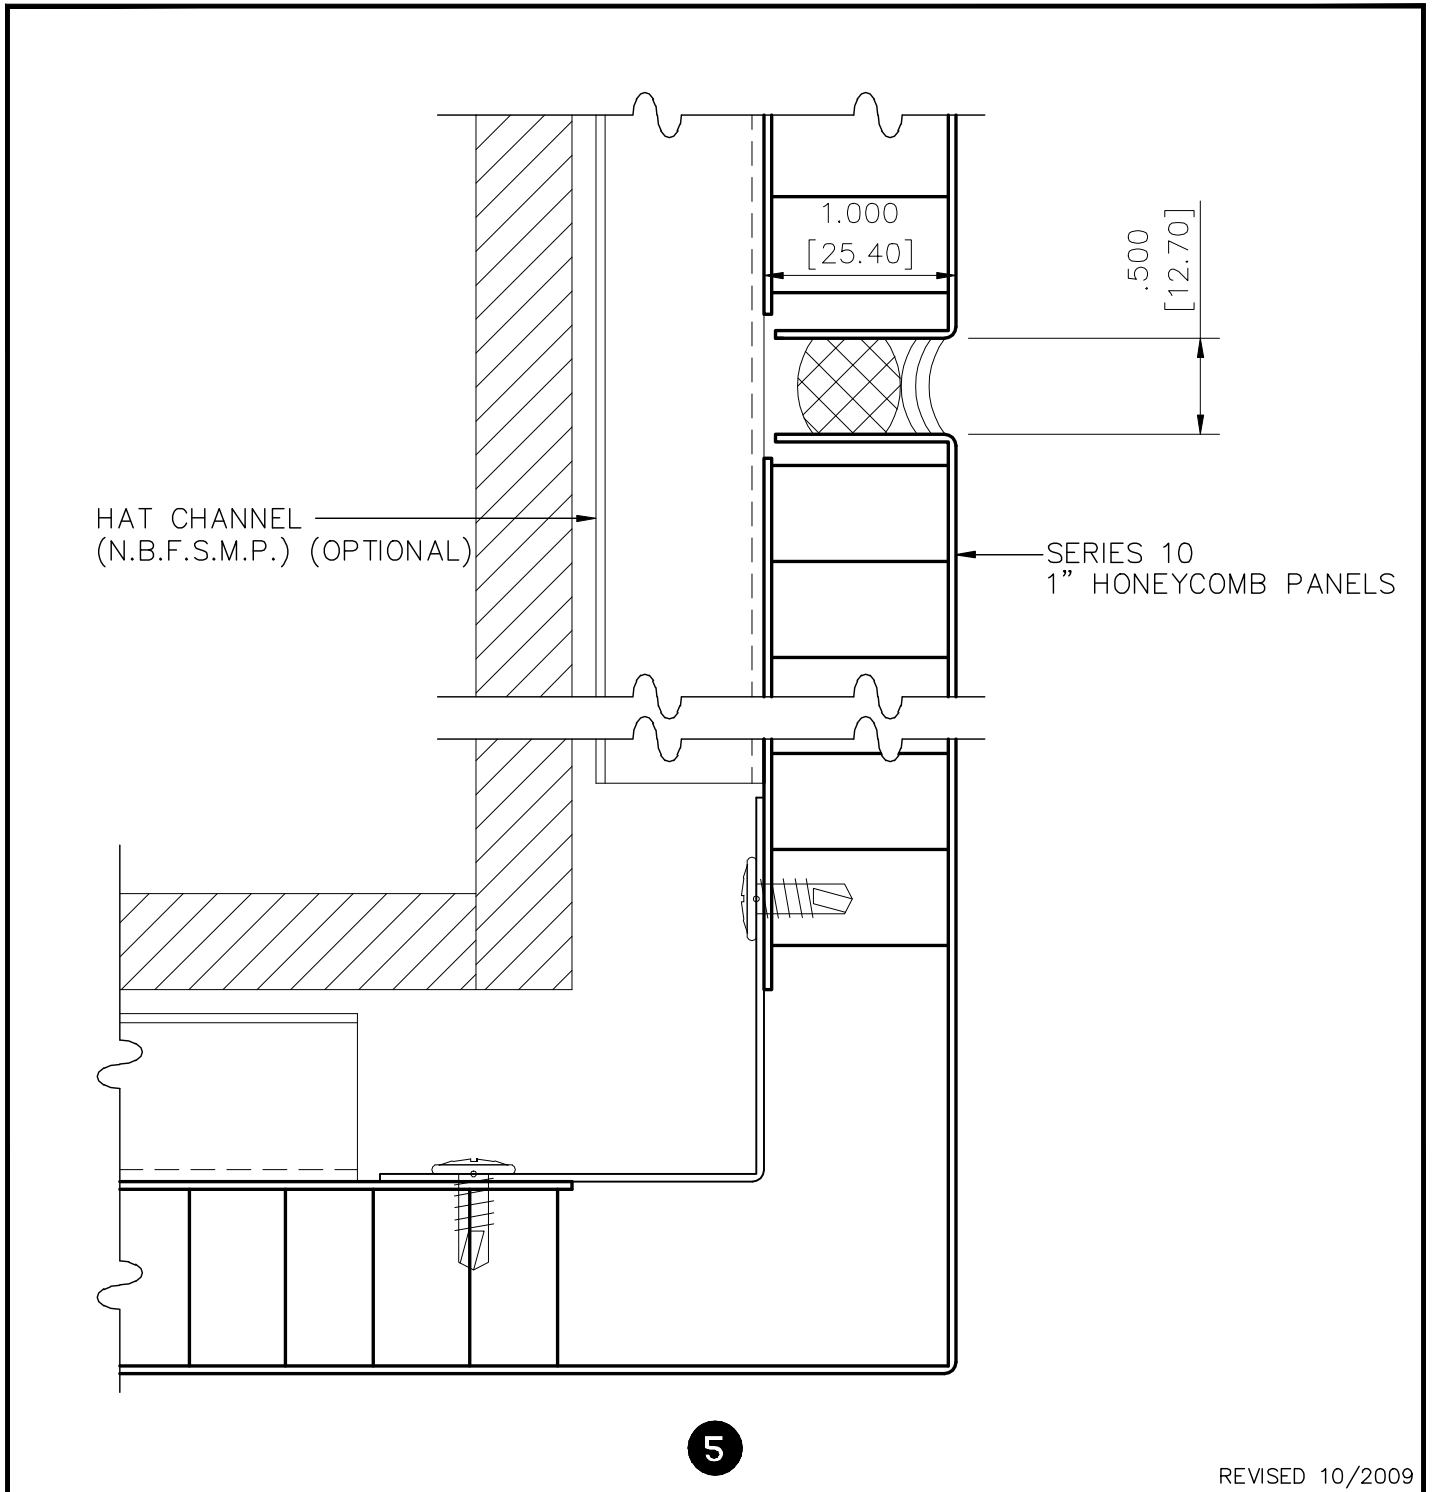 1.000
[25.40]
.500
[12.70]
HAT CHANNEL
(N.B.F.S.M.P.) (OPTIONAL)
SERIES 10
1” HONEYCOMB PANELS
5
REVISED 10/2009